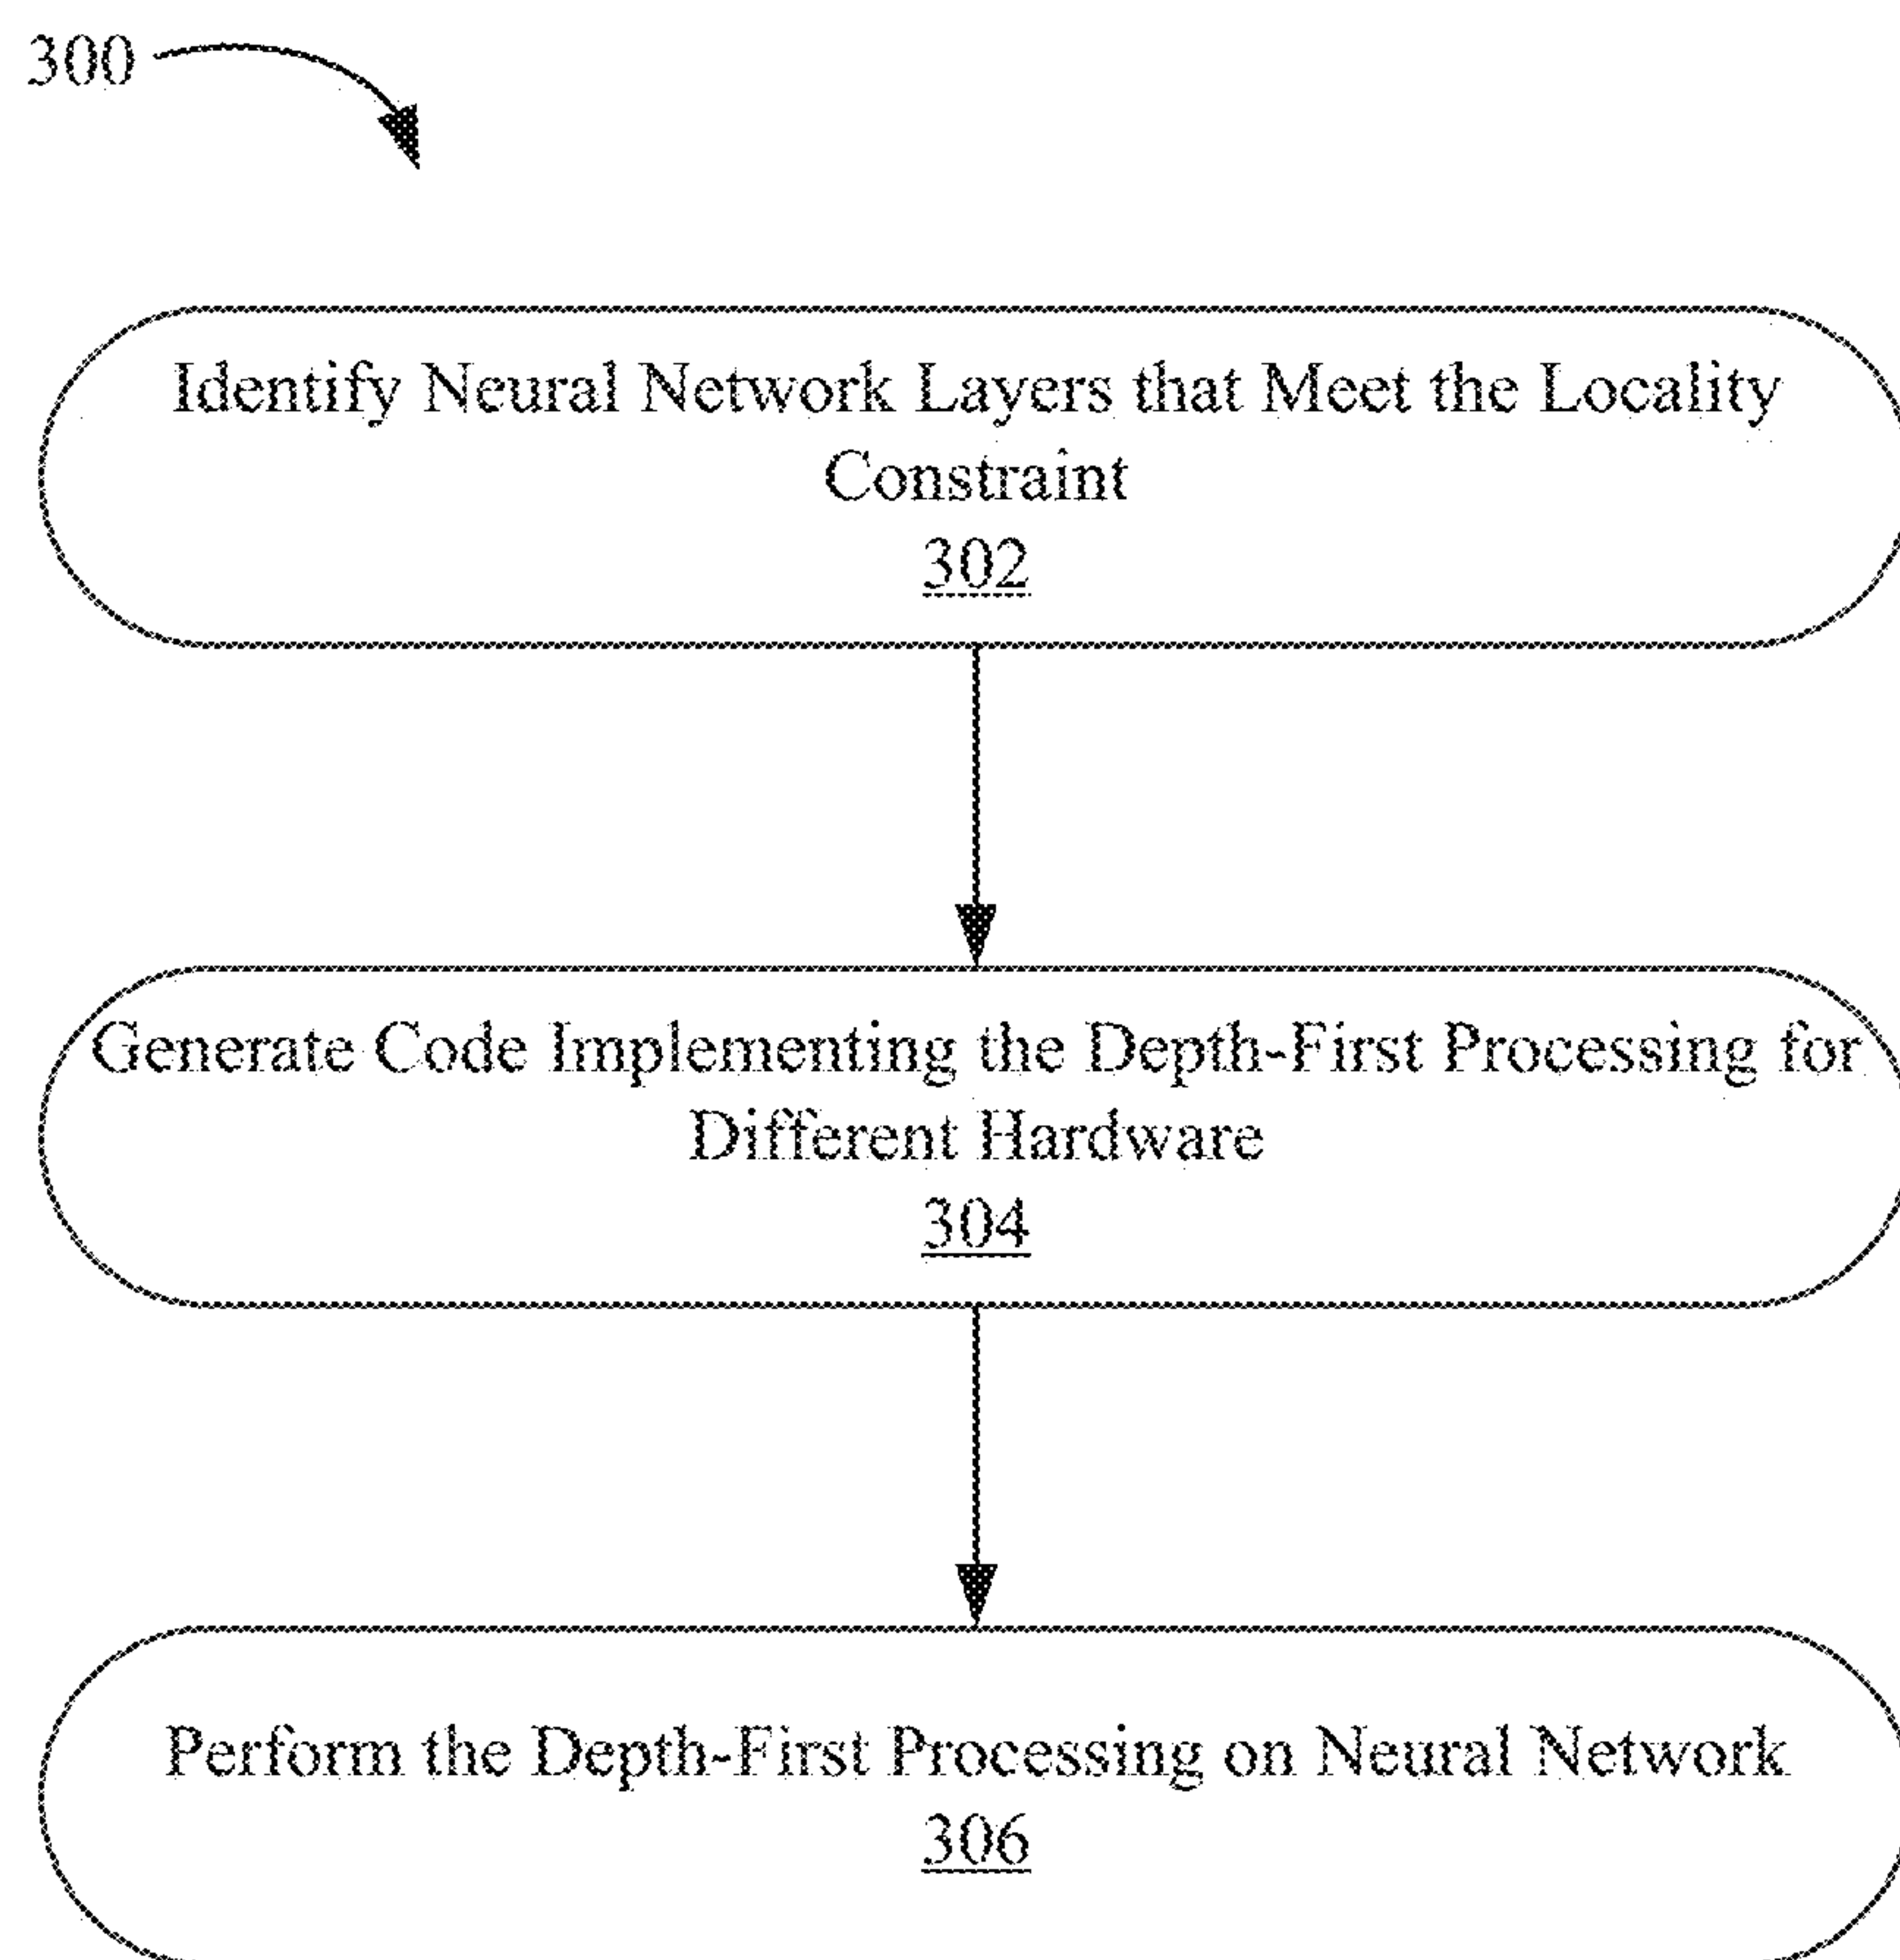 300
Identify Neural Network Layers that Meet the Locality
Constraint
302
Generate Code Implementing the Depth-First Processing for
Different Hardware
304
Perform the Depth-First Processing on Neural Network
306